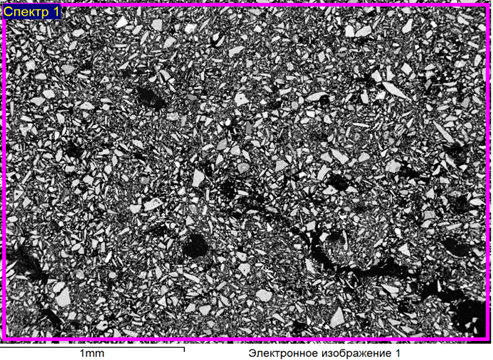 Спектр 1
1mm
Электронное изображение 1